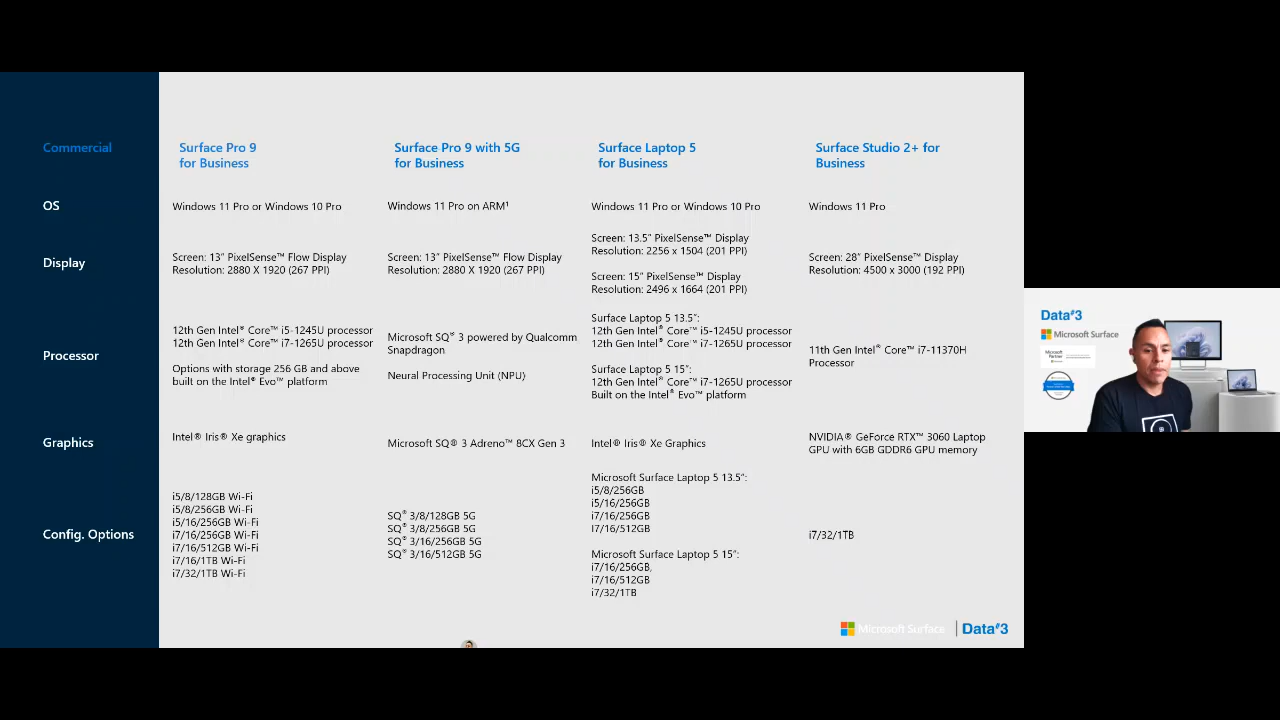 Commercial
Surface Pro 9
for Business
Surface Pro 9 with 5G
for Business
Surface Laptop 5
for Business
Surface Studio 2+ for
Business
OS
Windows 11 Pro or Windows 10 Pro
Windows 11 Pro on ARM¹
Windows 11 Pro or Windows 10 Pro
Windows 11 Pro
Display
Screen: 13” PixelSense™ Flow Display
Resolution: 2880 X 1920 (267 PPI)
Screen: 13” PixelSense™ Flow Display
Resolution: 2880 X 1920 (267 PPI)
Screen: 13.5” PixelSense™ Display
Resolution: 2256 x 1504 (201 PPI)
Screen: 15” PixelSense™ Display
Resolution: 2496 x 1664 (201 PPI)
Screen: 28” PixelSense™ Display
Resolution: 4500 x 3000 (192 PPI)
Processor
12th Gen Intel® Core™ i5-1245U processor
12th Gen Intel® Core™ i7-1265U processor
Options with storage 256 GB and above
built on the Intel® Evo™ platform
Microsoft SQ® 3 powered by Qualcomm
Snapdragon
Neural Processing Unit (NPU)
Surface Laptop 5 13.5”:
12th Gen Intel® Core™ i5-1245U processor
12th Gen Intel® Core™ i7-1265U processor
Surface Laptop 5 15”:
12th Gen Intel® Core™ i7-1265U processor
Built on the Intel® Evo™ platform
11th Gen Intel® Core™ i7-11370H
Processor
Graphics
Intel® Iris® Xe graphics
Microsoft SQ® 3 Adreno™ 8CX Gen 3
Intel® Iris® Xe Graphics
NVIDIA® GeForce RTX™ 3060 Laptop
GPU with 6GB GDDR6 GPU memory
Config. Options
i5/8/128GB Wi-Fi
i5/8/256GB Wi-Fi
i5/16/256GB Wi-Fi
i7/16/256GB Wi-Fi
i7/16/512GB Wi-Fi
i7/16/1TB Wi-Fi
i7/32/1TB Wi-Fi
SQ® 3/8/128GB 5G
SQ® 3/8/256GB 5G
SQ® 3/16/256GB 5G
SQ® 3/16/512GB 5G
Microsoft Surface Laptop 5 13.5”:
i5/8/256GB
i5/16/256GB
i7/16/256GB
I7/16/512GB
Microsoft Surface Laptop 5 15”:
i7/16/256GB,
i7/16/512GB
i7/32/1TB
i7/32/1TB
Microsoft Surface
Data#3
Data#3
Microsoft Surface
Microsoft
Partner